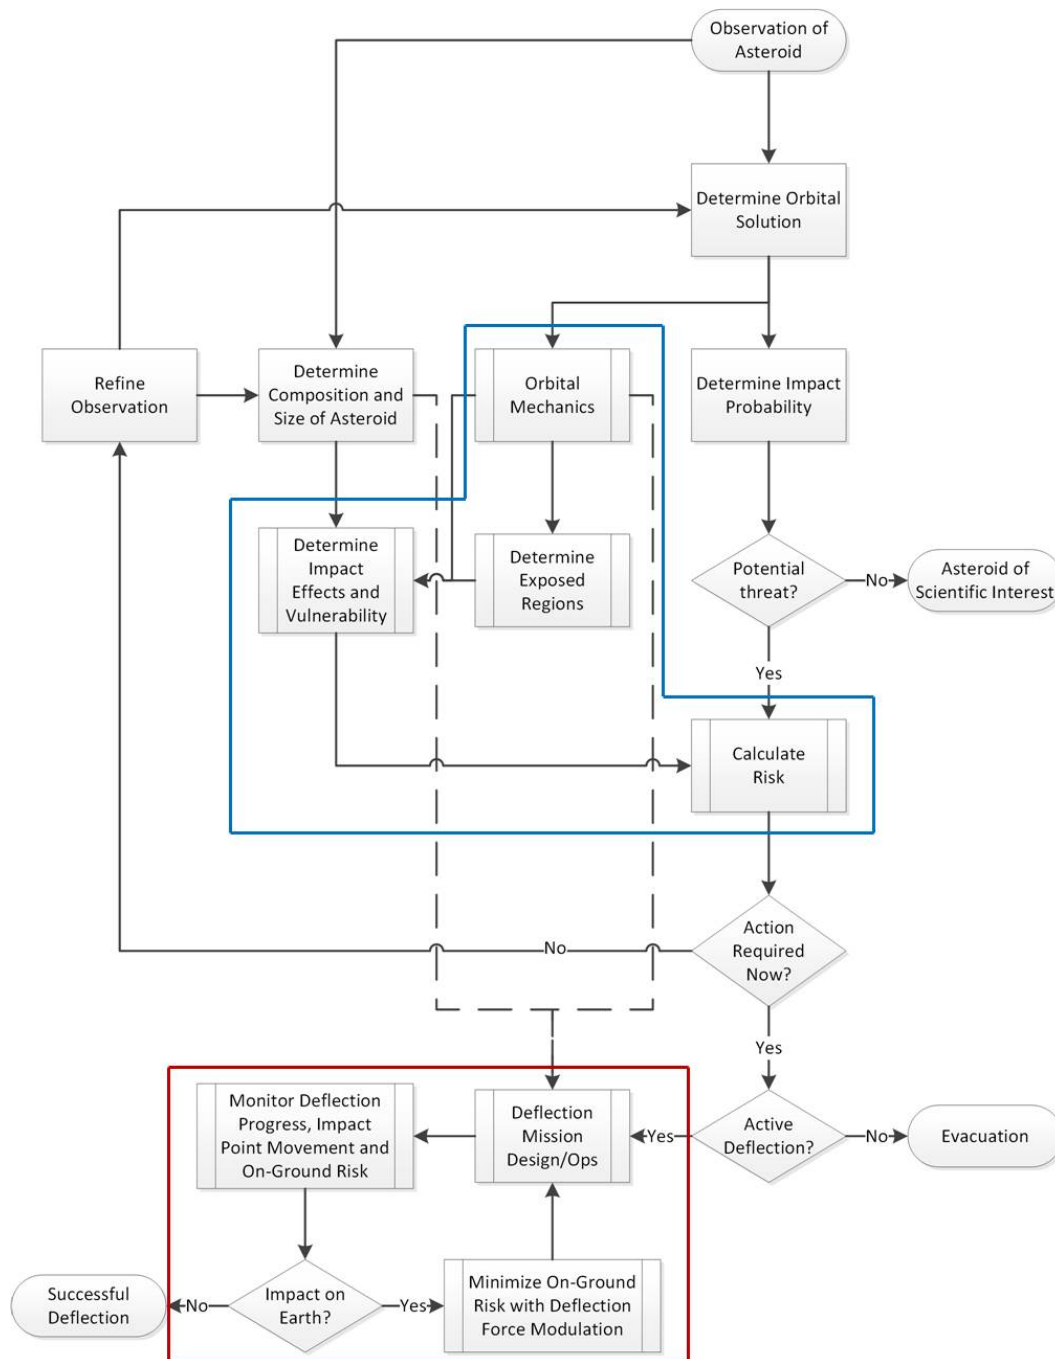 Observation of
Asteroid
Determine Orbital
Solution
Refine
Observation
Determine
Composition and
Size of Asteroid
Orbital
Mechanics
Determine Impact
Probability
Determine
Impact
Effects and
Vulnerability
Determine
Exposed
Regions
Potential
threat?
No
Asteroid of
Scientific Interest
Yes
Calculate
Risk
Action
Required
Now?
No
Yes
Monitor Deflection
Progress, Impact
Point Movement and
On-Ground Risk
Deflection
Mission
Design/Ops
Yes
Active
Deflection?
No
Evacuation
Successful
Deflection
No
Impact on
Earth?
Yes
Minimize On-Ground
Risk with Deflection
Force Modulation